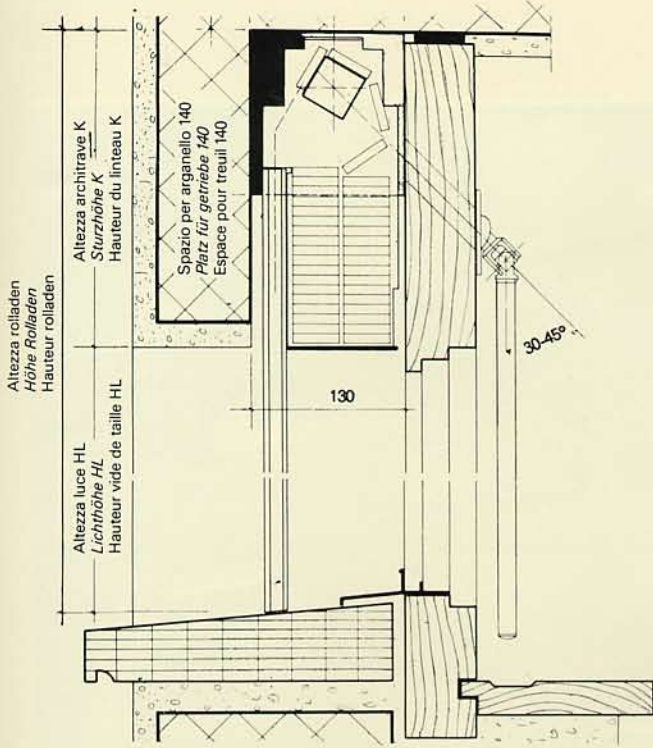 Altezza rolladen
Höhe Rolladen
Hauteur rolladen
Altezza architrave K
Sturzhöhe K
Hauteur du linteau K
Altezza luce HL
Lichthöhe HL
Hauteur vide de taille HL
Spazio per arganello 140
Platz für getriebe 140
Espace pour treuil 140
130
30-45°